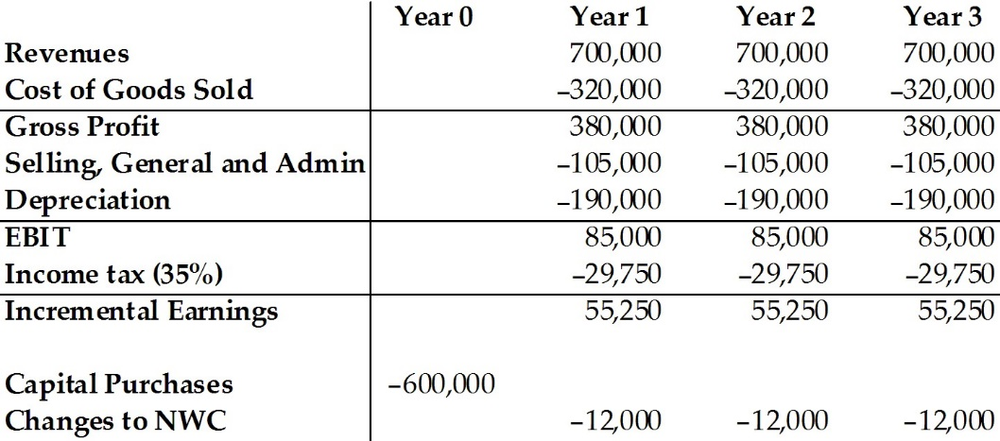 Year 0 Year 1 Year 2 Year 3
Revenues 700,000 700,000 700,000
Cost of Goods Sold –320,000 –320,000 –320,000
Gross Profit 380,000 380,000 380,000
Selling, General and Admin –105,000 –105,000 –105,000
Depreciation –190,000 –190,000 –190,000
EBIT 85,000 85,000 85,000
Income tax (35%) –29,750 –29,750 –29,750
Incremental Earnings 55,250 55,250 55,250
Capital Purchases –600,000
Changes to NWC –12,000 –12,000 –12,000